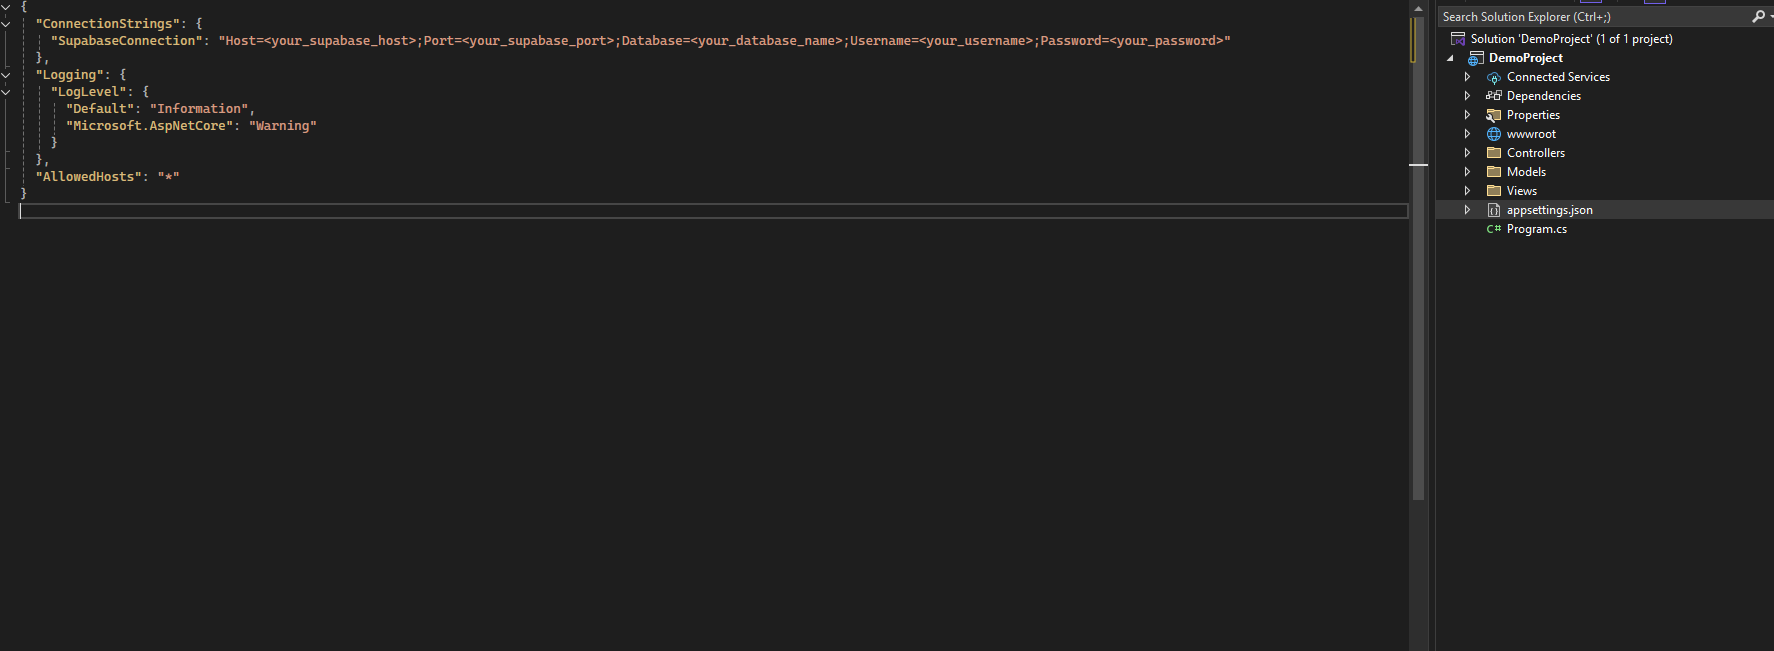 {
"ConnectionStrings": {
"SupabaseConnection": "Host=<your_supabase_host>;Port=<your_supabase_port>;Database=<your_database_name>;Username=<your_username>;Password=<your_password>"
},
"Logging": {
"LogLevel": {
"Default": "Information",
"Microsoft.AspNetCore": "Warning"
}
},
"AllowedHosts": "*"
}
Search Solution Explorer (Ctrl+;)
Solution 'DemoProject' (1 of 1 project)
DemoProject
Connected Services
Dependencies
Properties
wwwroot
Controllers
Models
Views
appsettings.json
C# Program.cs